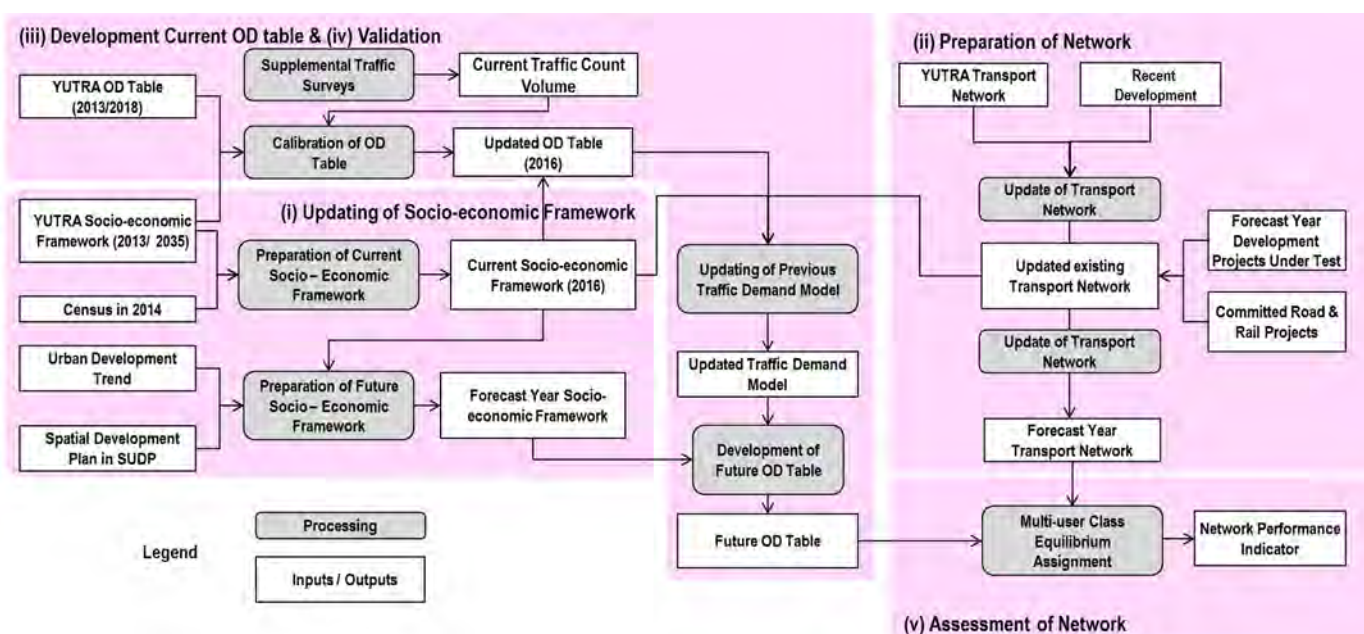 (iii) Development Current OD table & (iv) Validation
YUTRA OD Table
(2013/2018)
Supplemental Traffic
Surveys
Current Traffic Count
Volume
Calibration of OD
Table
Updated OD Table
(2016)
(i) Updating of Socio-economic Framework
YUTRA Socio-economic
Framework (2013/ 2035)
Census in 2014
Preparation of Current
Socio – Economic
Framework
Current Socio-economic
Framework (2016)
Urban Development
Trend
Spatial Development
Plan in SUDP
Preparation of Future
Socio – Economic
Framework
Forecast Year Socio-
economic Framework
Updating of Previous
Traffic Demand Model
Updated Traffic Demand
Model
Development of
Future OD Table
Future OD Table
(ii) Preparation of Network
YUTRA Transport
Network
Recent
Development
Update of Transport
Network
Updated existing
Transport Network
Forecast Year
Development
Projects Under Test
Committed Road &
Rail Projects
Update of Transport
Network
Forecast Year
Transport Network
Multi-user Class
Equilibrium
Assignment
Network Performance
Indicator
(v) Assessment of Network
Legend
Processing
Inputs / Outputs